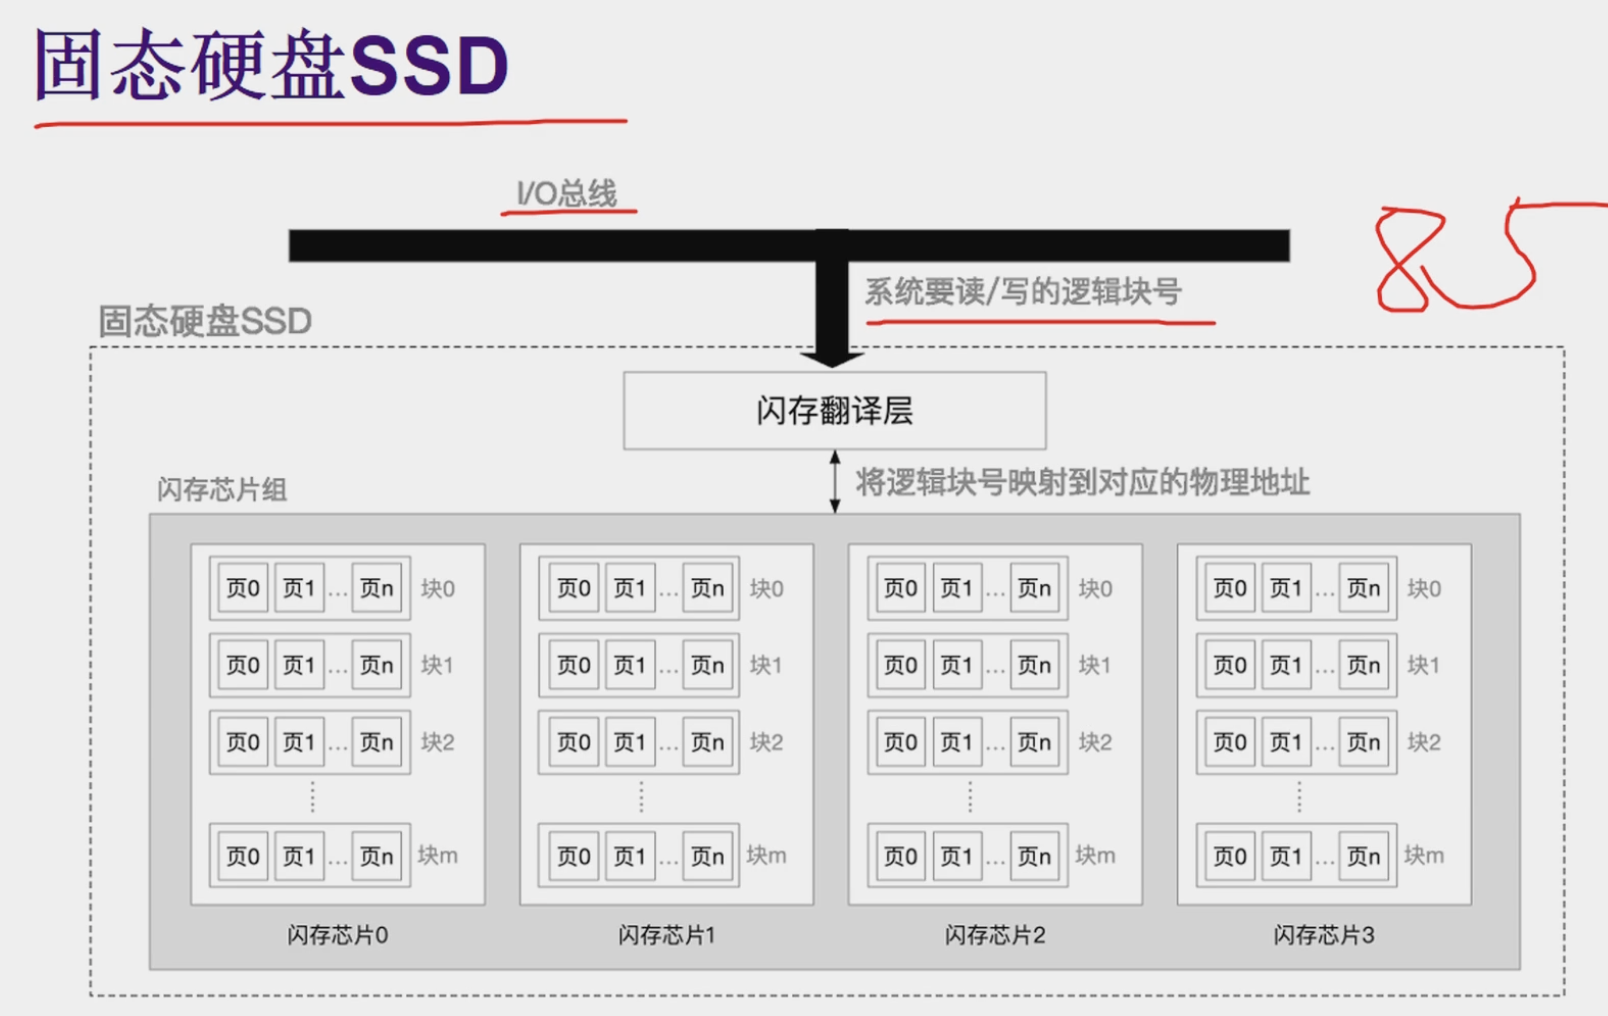 固态硬盘SSD
I/O总线
85
系统要读/写的逻辑块号
固态硬盘SSD
闪存翻译层
将逻辑块号映射到对应的物理地址
闪存芯片组
页0 页1 … 页n 块0 页0 页1 … 页n 块0 页0 页1 … 页n 块0 页0 页1 … 页n 块0
页0 页1 … 页n 块1 页0 页1 … 页n 块1 页0 页1 … 页n 块1 页0 页1 … 页n 块1
页0 页1 … 页n 块2 页0 页1 … 页n 块2 页0 页1 … 页n 块2 页0 页1 … 页n 块2
页0 页1 … 页n 块m 页0 页1 … 页n 块m 页0 页1 … 页n 块m 页0 页1 … 页n 块m
闪存芯片0 闪存芯片1 闪存芯片2 闪存芯片3